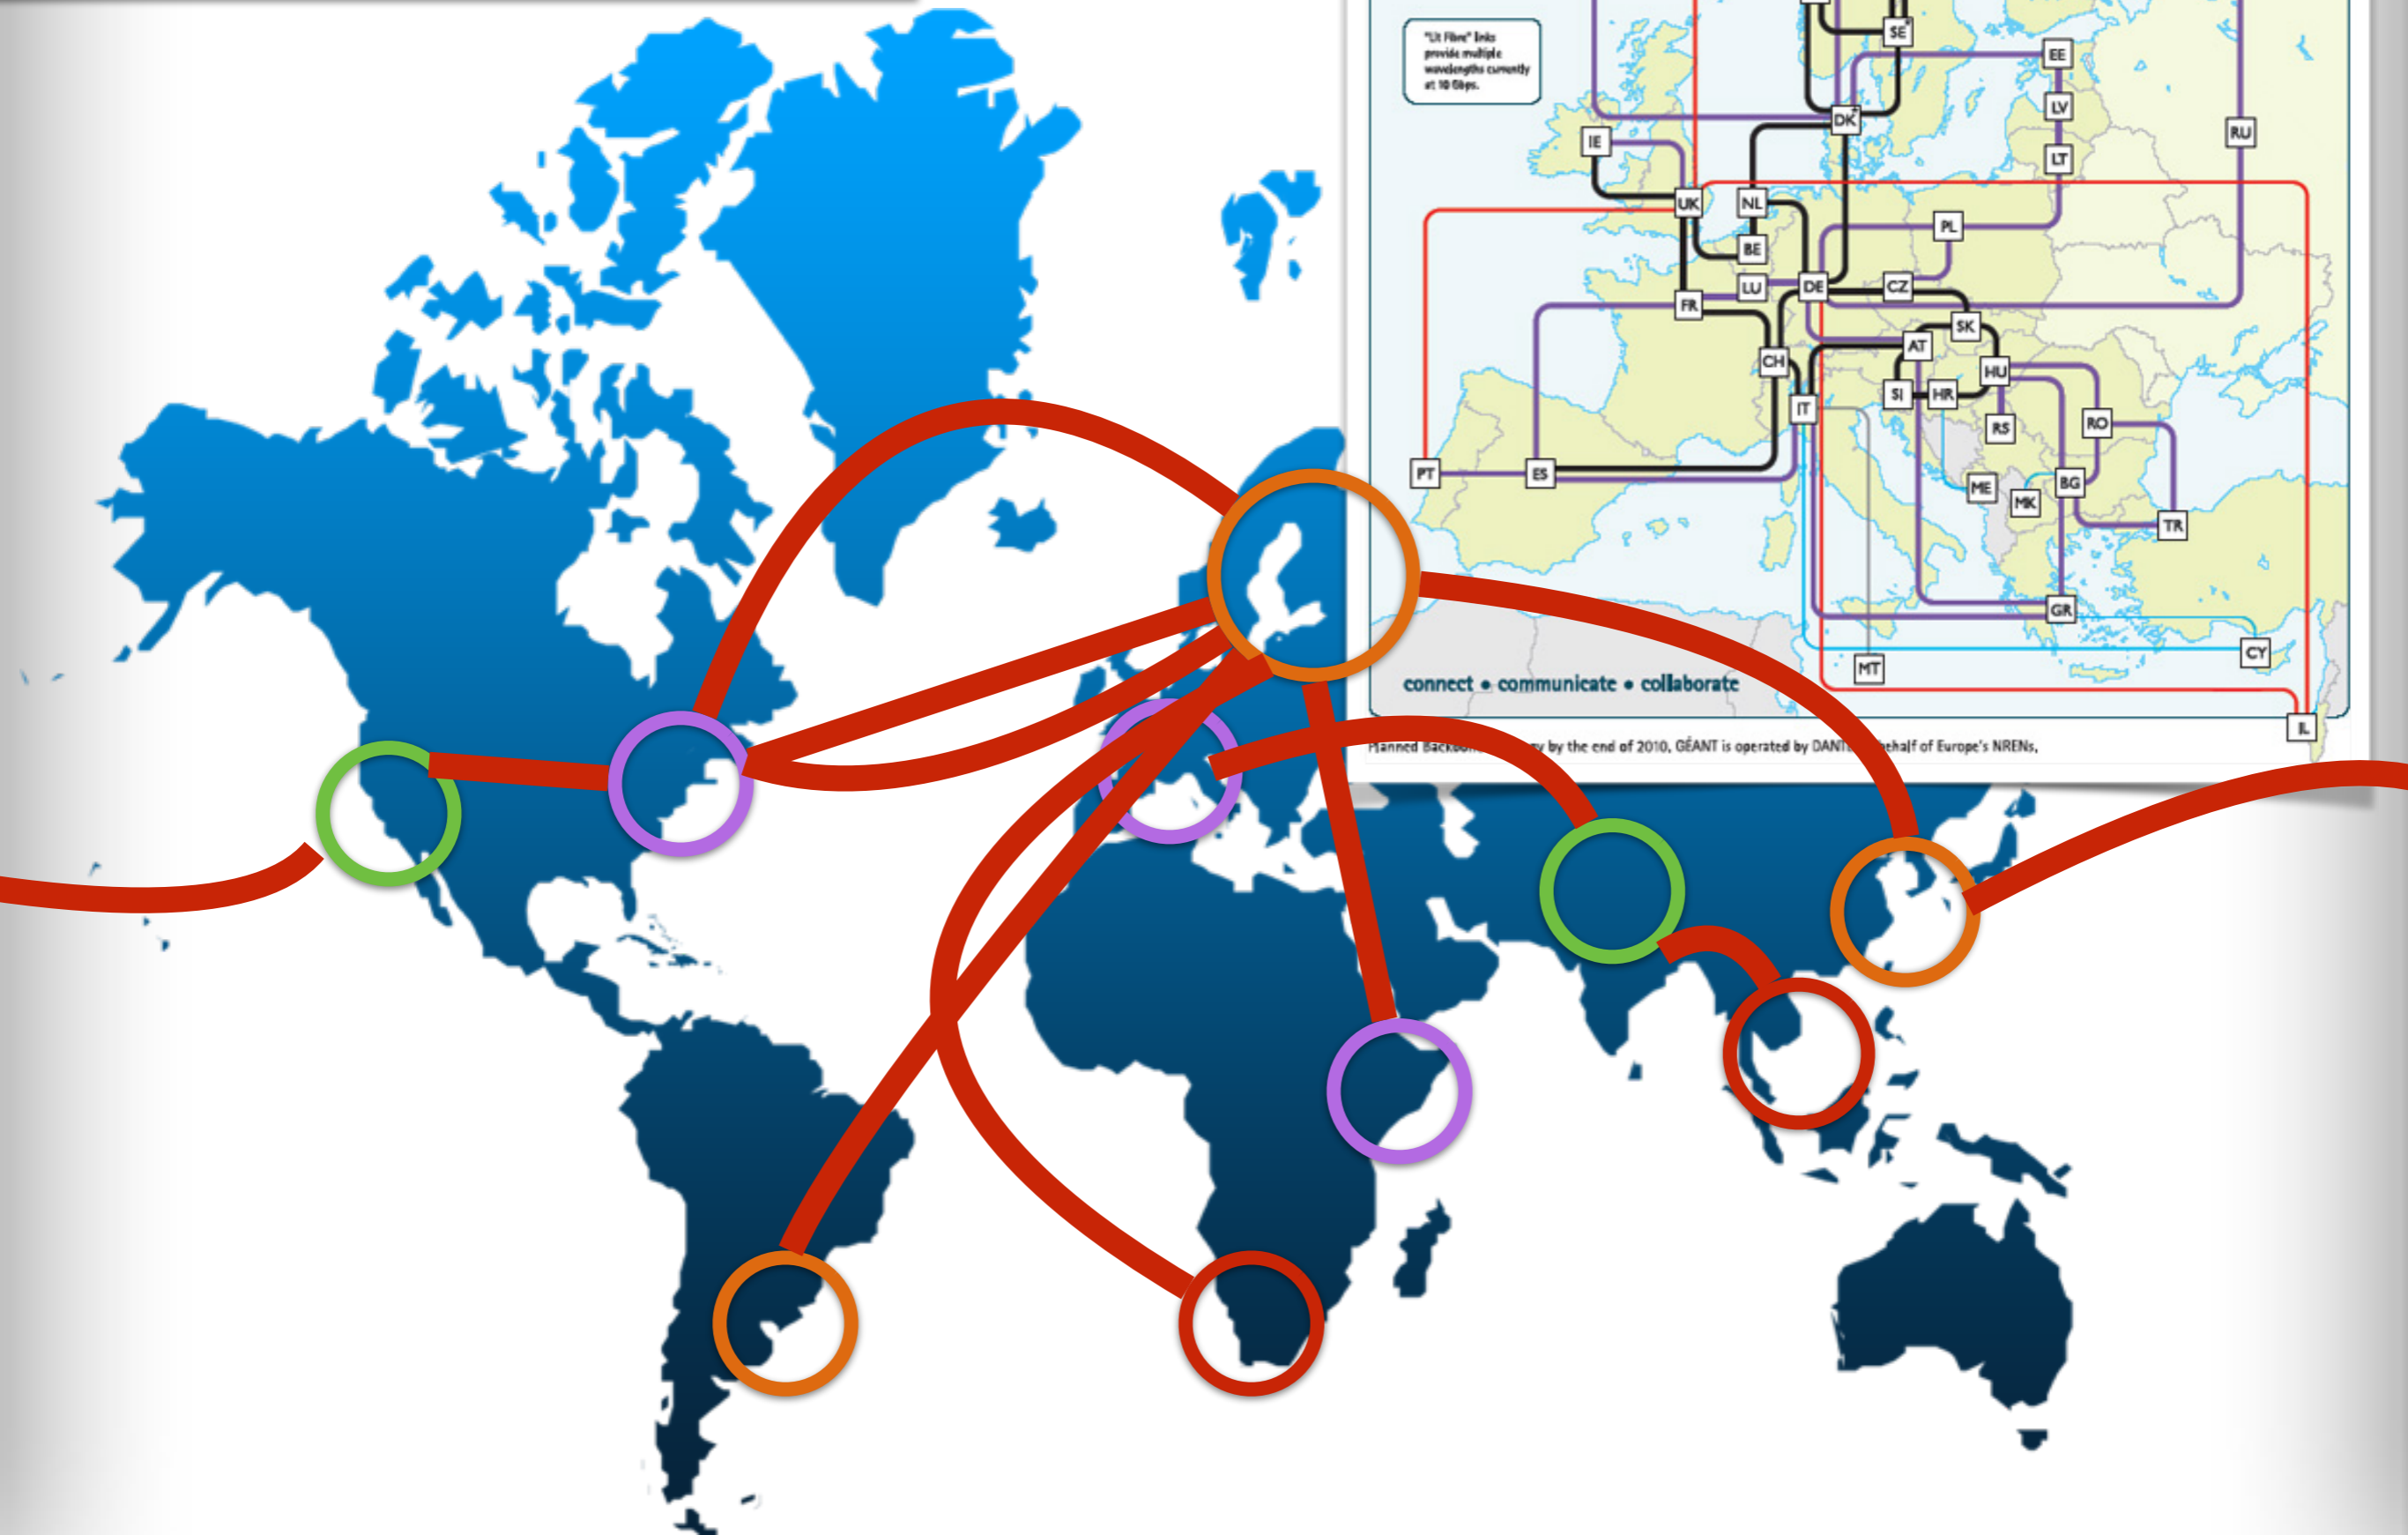 "Lit Fibre" links
provide multiple
wavelengths currently
at 10 Gbps.
SE*
EE
LV
DK*
RU
IE
LT
UK
NL
PL
BE
LU
DE
CZ
FR
SK
AT
CH
HU
SI
HR
IT
RO
RS
PT
ES
BG
ME
MK
TR
GR
CY
MT
connect • communicate • collaborate
IL
Planned by the end of 2010, GÉANT is operated by behalf of Europe's NRENs,